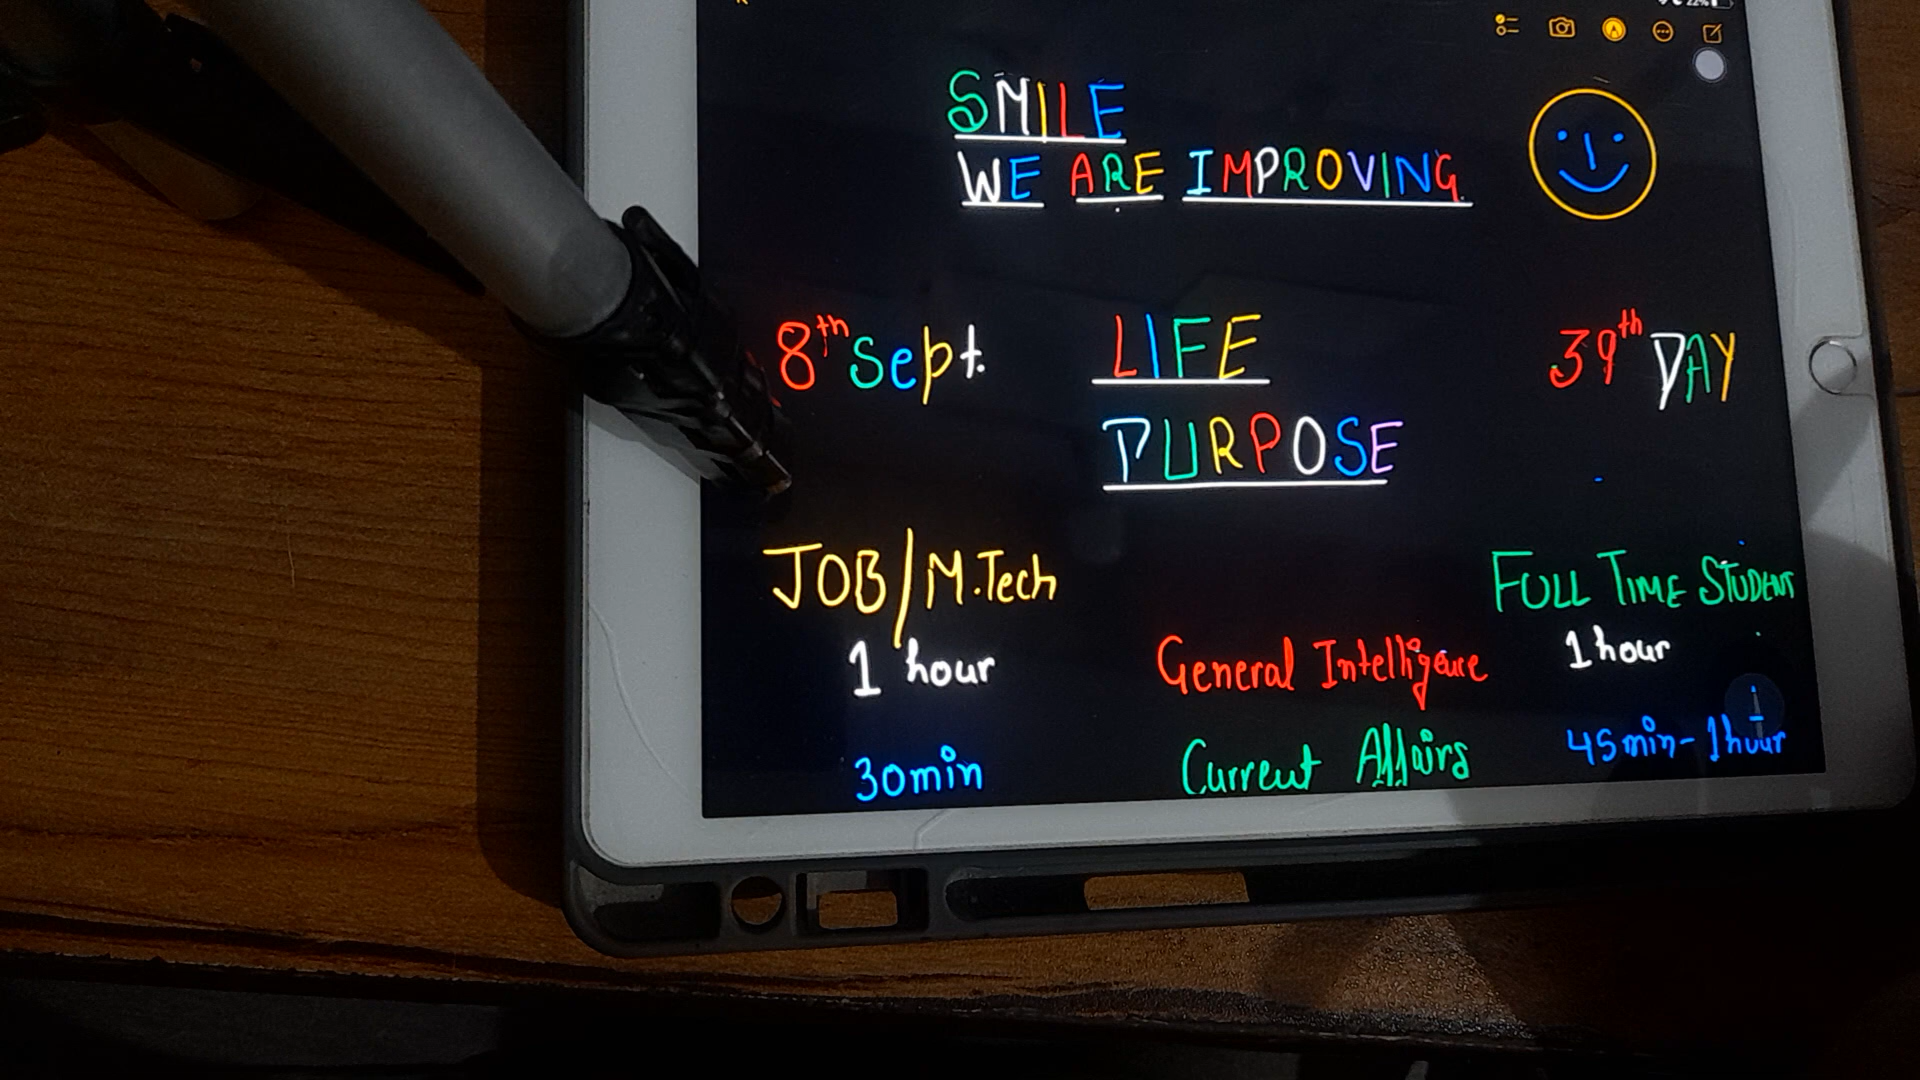 22%
SMILE
WE ARE IMPROVING
8th Sept.
LIFE
PURPOSE
39th DAY
JOB/M.Tech
FULL TIME STUDENT
1 hour
General Intelligence
1 hour
30min
Current Affairs
45min-1hour